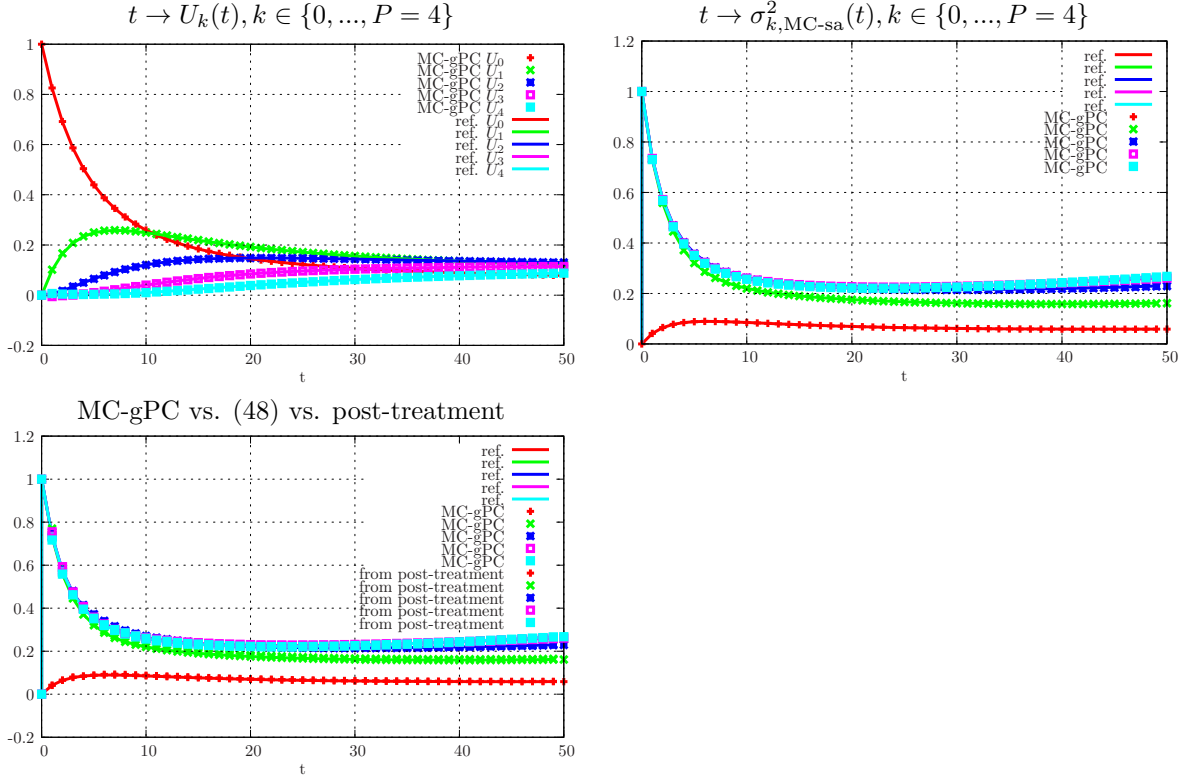 t → U_k(t), k ∈ {0, ..., P = 4}
1
0.8
0.6
0.4
0.2
0
-0.2
0
10
20
30
40
50
t
MC-gPC U_0
MC-gPC U_1
MC-gPC U_2
MC-gPC U_3
MC-gPC U_4
ref. U_0
ref. U_1
ref. U_2
ref. U_3
ref. U_4
t → σ²_{k,MC-sa}(t), k ∈ {0, ..., P = 4}
1.2
1
0.8
0.6
0.4
0.2
0
0
10
20
30
40
50
t
ref.
ref.
ref.
ref.
ref.
MC-gPC
MC-gPC
MC-gPC
MC-gPC
MC-gPC
MC-gPC vs. (48) vs. post-treatment
1.2
1
0.8
0.6
0.4
0.2
0
-0.2
0
10
20
30
40
50
t
ref.
ref.
ref.
ref.
ref.
MC-gPC
MC-gPC
MC-gPC
MC-gPC
MC-gPC
from post-treatment
from post-treatment
from post-treatment
from post-treatment
from post-treatment